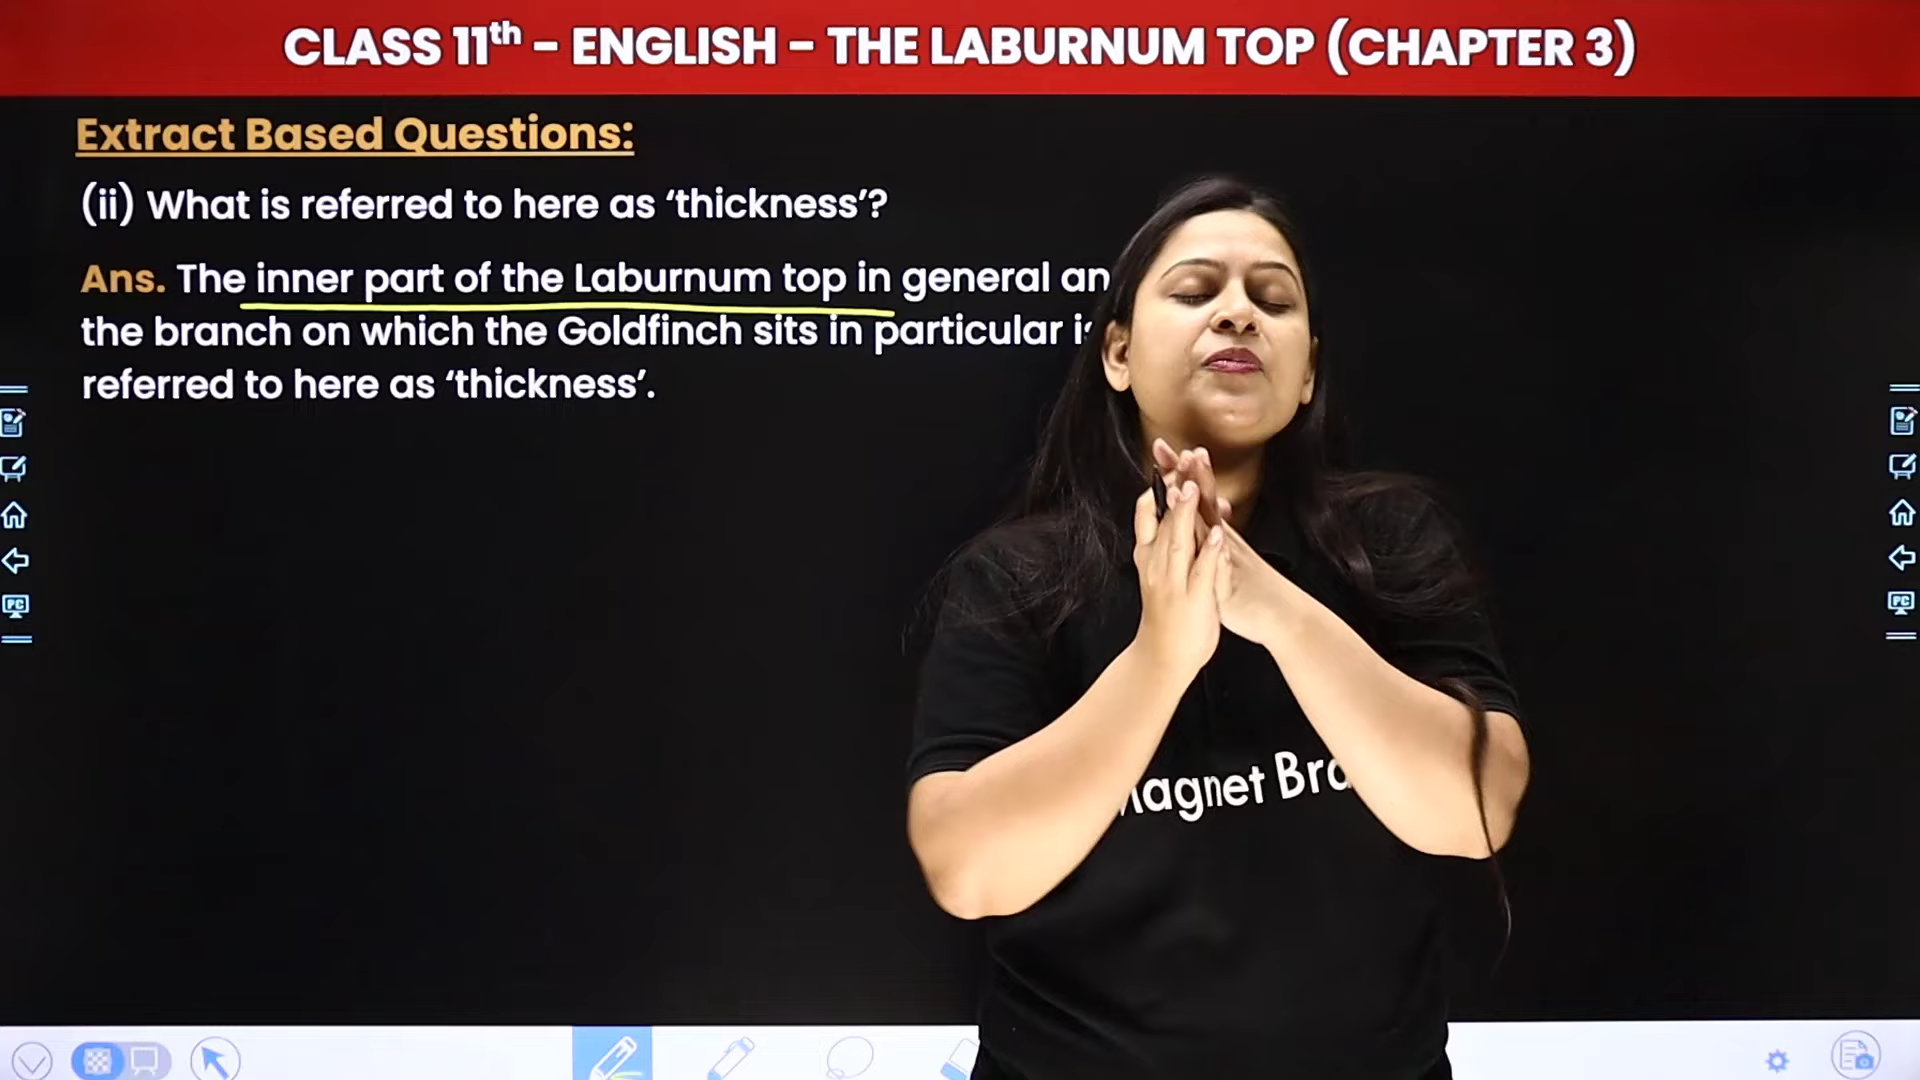 CLASS 11th – ENGLISH – THE LABURNUM TOP (CHAPTER 3)
Extract Based Questions:
(ii) What is referred to here as ‘thickness’?
Ans. The inner part of the Laburnum top in general
the branch on which the Goldfinch sits in particular
referred to here as ‘thickness’.
PC
PC
agnet